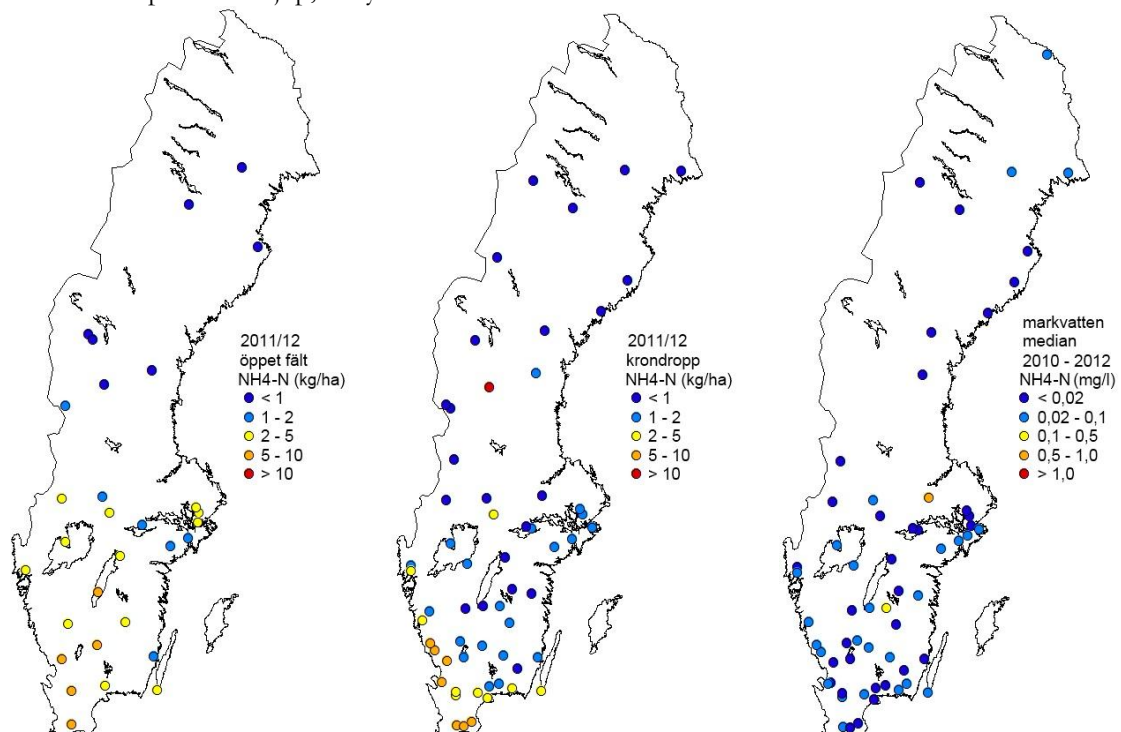 2011/12
öppet fält
NH4-N (kg/ha)
< 1
1 - 2
2 - 5
5 - 10
> 10
2011/12
krondropp
NH4-N (kg/ha)
< 1
1 - 2
2 - 5
5 - 10
> 10
markvatten
median
2010 - 2012
NH4-N (mg/l)
< 0,02
0,02 - 0,1
0,1 - 0,5
0,5 - 1,0
> 1,0